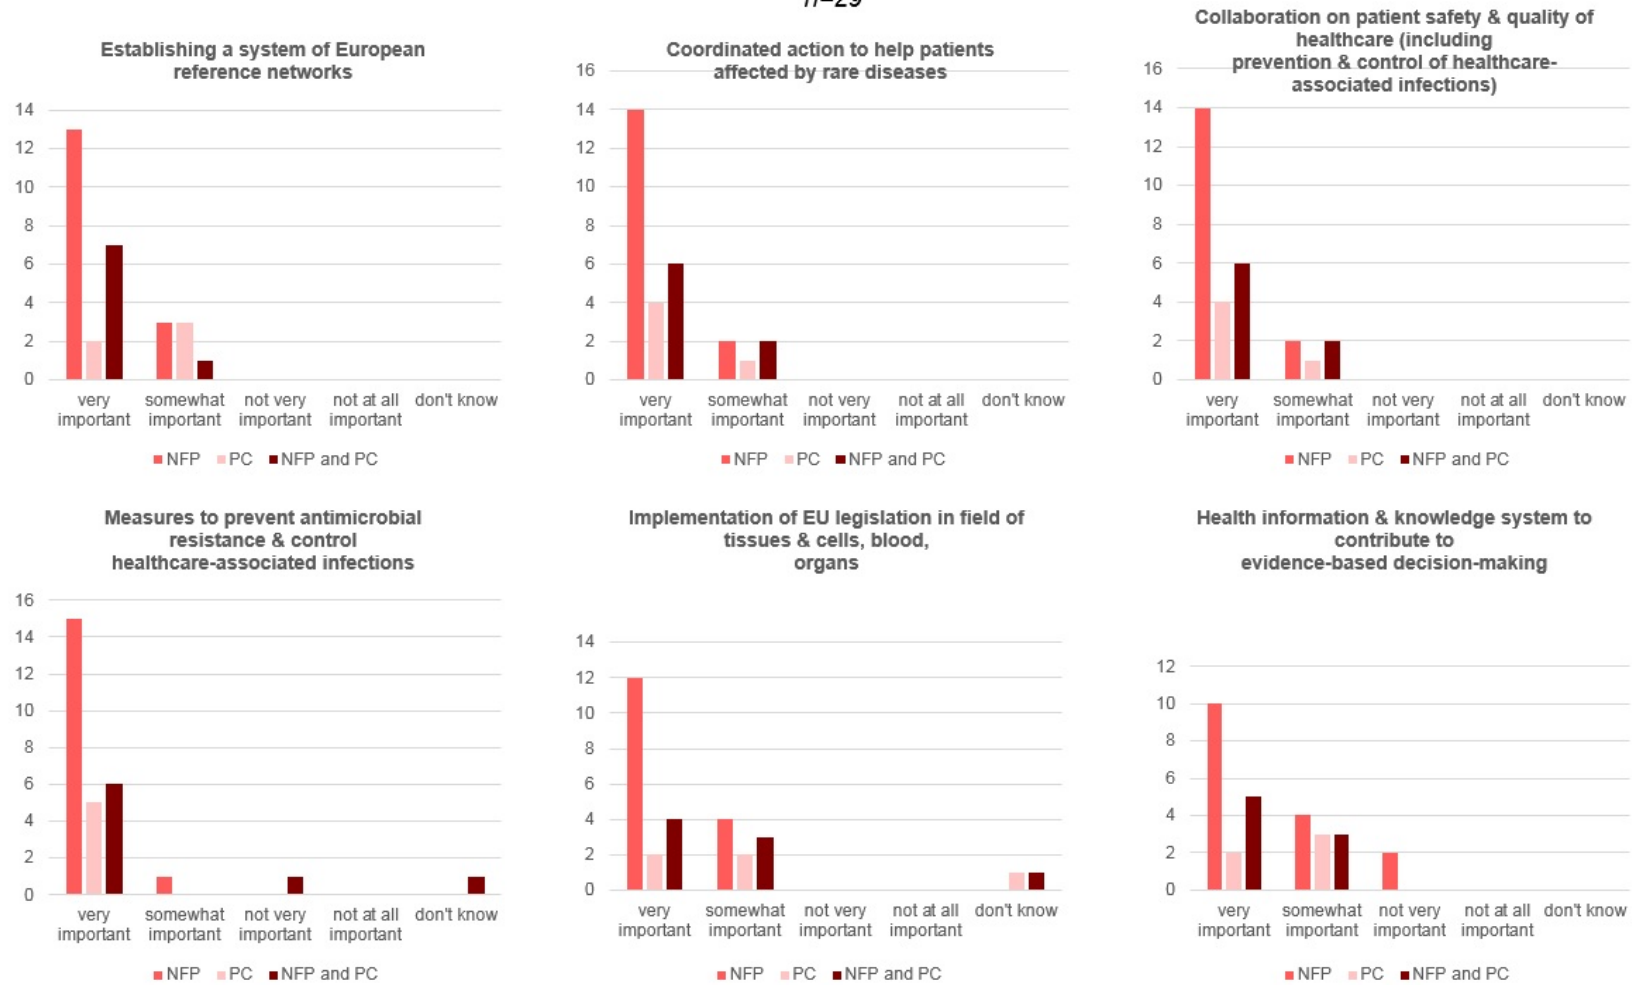 n=29
Establishing a system of European
reference networks
14
12
10
8
6
4
2
0
very somewhat not very not at all don't know
important important important important
NFP PC NFP and PC
Coordinated action to help patients
affected by rare diseases
16
14
12
10
8
6
4
2
0
very somewhat not very not at all don't know
important important important important
NFP PC NFP and PC
Collaboration on patient safety & quality of
healthcare (including
prevention & control of healthcare-
associated infections)
16
14
12
10
8
6
4
2
0
very somewhat not very not at all don't know
important important important important
NFP PC NFP and PC
Measures to prevent antimicrobial
resistance & control
healthcare-associated infections
16
14
12
10
8
6
4
2
0
very somewhat not very not at all don't know
important important important important
NFP PC NFP and PC
Implementation of EU legislation in field of
tissues & cells, blood,
organs
14
12
10
8
6
4
2
0
very somewhat not very not at all don't know
important important important important
NFP PC NFP and PC
Health information & knowledge system to
contribute to
evidence-based decision-making
12
10
8
6
4
2
0
very somewhat not very not at all don't know
important important important important
NFP PC NFP and PC